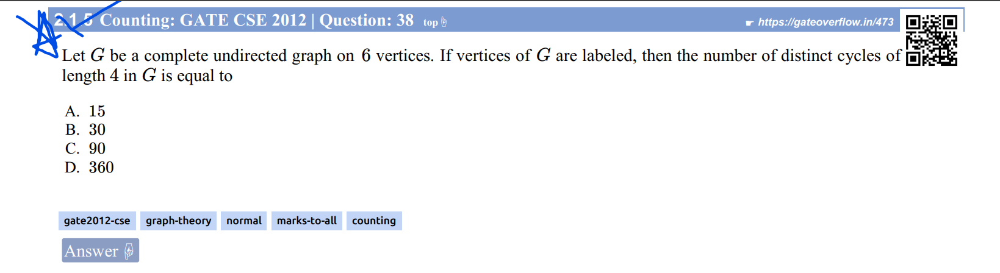 2.1.5 Counting: GATE CSE 2012 | Question: 38 top☟
☛ https://gateoverflow.in/473
Let G be a complete undirected graph on 6 vertices. If vertices of G are labeled, then the number of distinct cycles of
length 4 in G is equal to
A. 15
B. 30
C. 90
D. 360
gate2012-cse graph-theory normal marks-to-all counting
Answer ☟